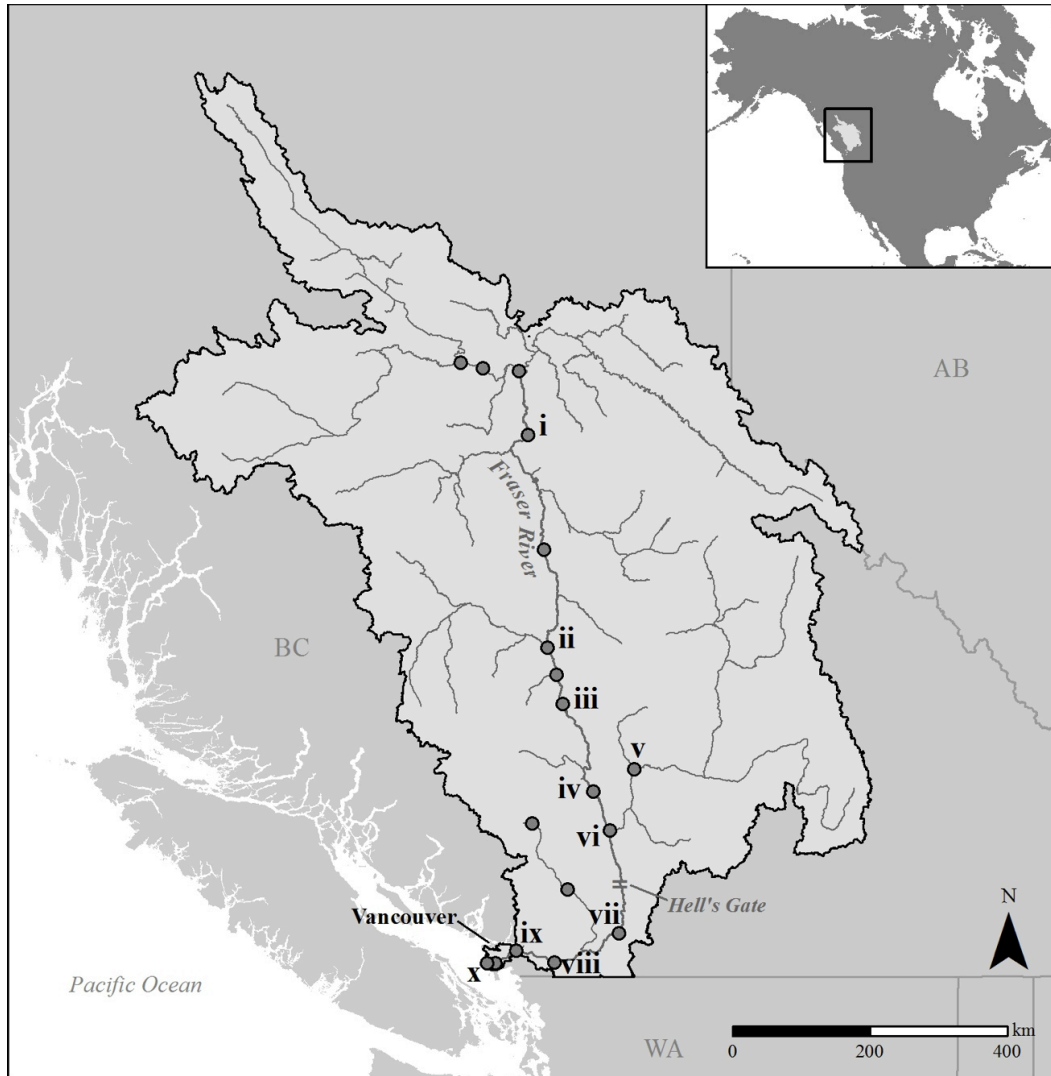 AB
i
Fraser River
BC
ii
iii
v
iv
vi
Hell's Gate
N
vii
Vancouver
ix
viii
x
Pacific Ocean
WA
km
0
200
400